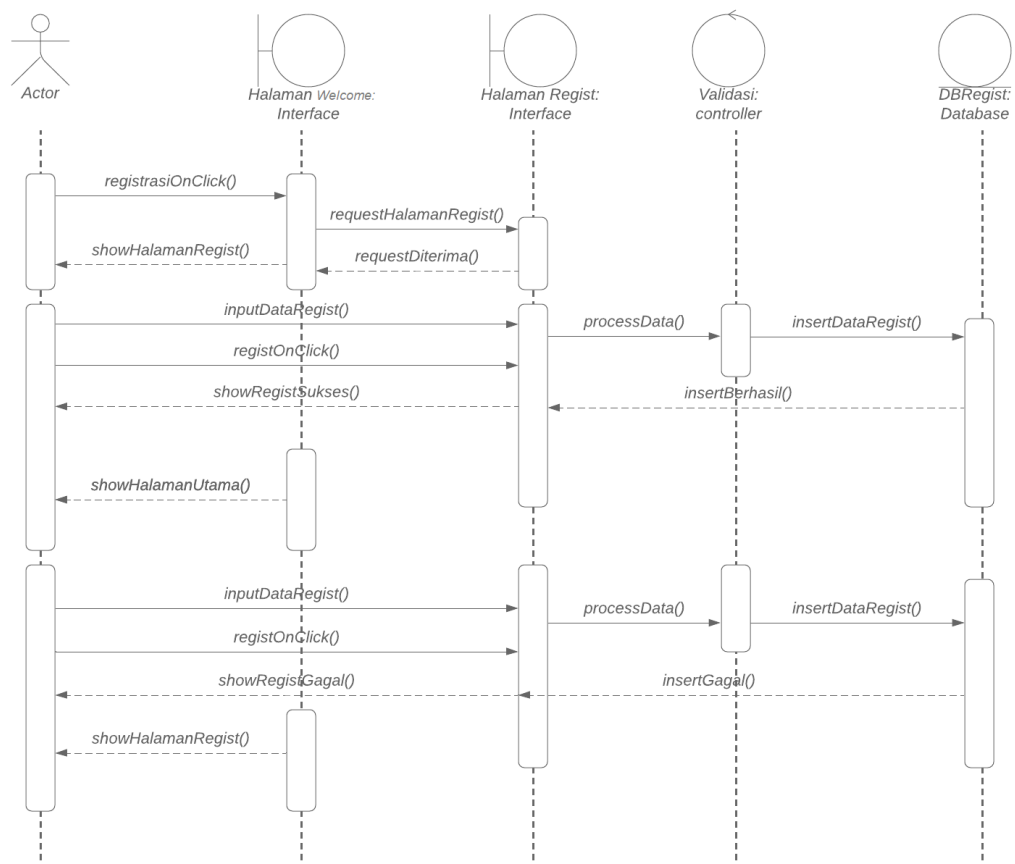 Actor
Halaman Welcome:
Interface
Halaman Regist:
Interface
Validasi:
controller
DBRegist:
Database
registrasiOnClick()
requestHalamanRegist()
showHalamanRegist()
requestDiterima()
inputDataRegist()
processData()
insertDataRegist()
registOnClick()
showRegistSukses()
insertBerhasil()
showHalamanUtama()
inputDataRegist()
processData()
insertDataRegist()
registOnClick()
showRegistGagal()
insertGagal()
showHalamanRegist()